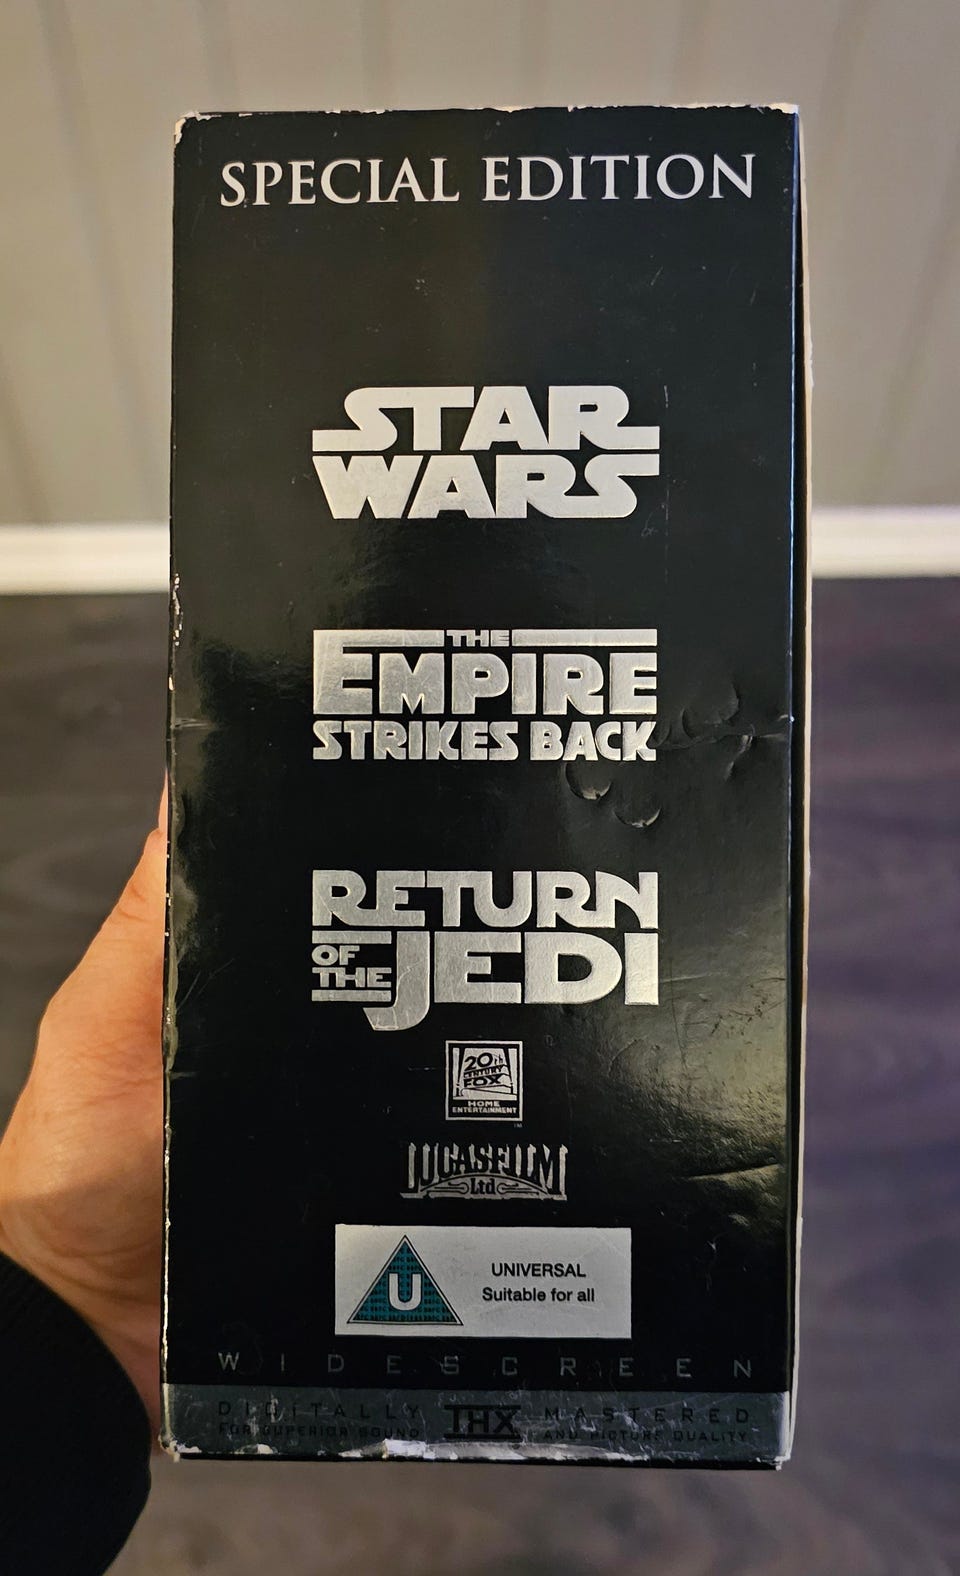 SPECIAL EDITION
STAR
WARS
THE
EMPIRE
STRIKES BACK
RETURN
OF
THE
JEDI
20th
CENTURY
FOX
HOME
ENTERTAINMENT
TM
LUCASFILM
Ltd
U
UNIVERSAL
Suitable for all
WIDESCREEN
DIGITALLY THX MASTERED
FOR SUPERIOR SOUND AND PICTURE QUALITY